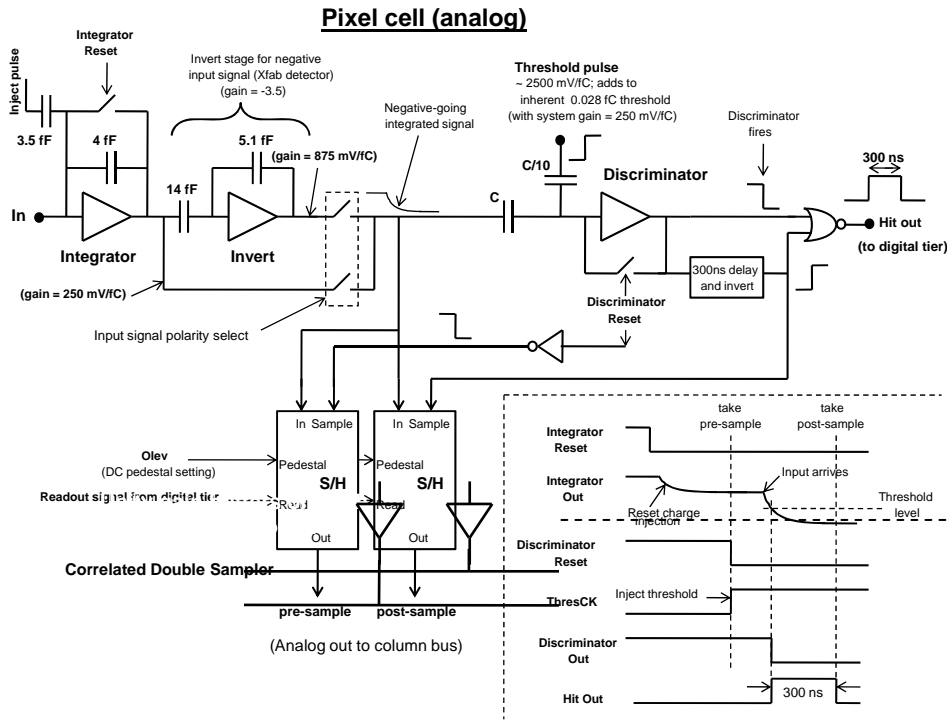 Pixel cell (analog)
Inject pulse
Integrator
Reset
3.5 fF
4 fF
Invert stage for negative
input signal (Xfab detector)
(gain = -3.5)
5.1 fF
14 fF
(gain = 875 mV/fC)
Negative-going
integrated signal
Threshold pulse
~ 2500 mV/fC; adds to
inherent 0.028 fC threshold
(with system gain = 250 mV/fC)
C/10
C
Discriminator
Discriminator
fires
300 ns
In
Integrator
Invert
Hit out
(to digital tier)
(gain = 250 mV/fC)
300ns delay
and invert
Discriminator
Reset
Input signal polarity select
In Sample
In Sample
Olev
(DC pedestal setting)
Pedestal
Pedestal
S/H
S/H
Readout signal from digital tier
Read
Read
Out
Out
Correlated Double Sampler
pre-sample
post-sample
(Analog out to column bus)
take
pre-sample
take
post-sample
Integrator
Reset
Integrator
Out
Input arrives
Reset charge
injection
Threshold
level
Discriminator
Reset
ThresCK
Inject threshold
Discriminator
Out
Hit Out
300 ns